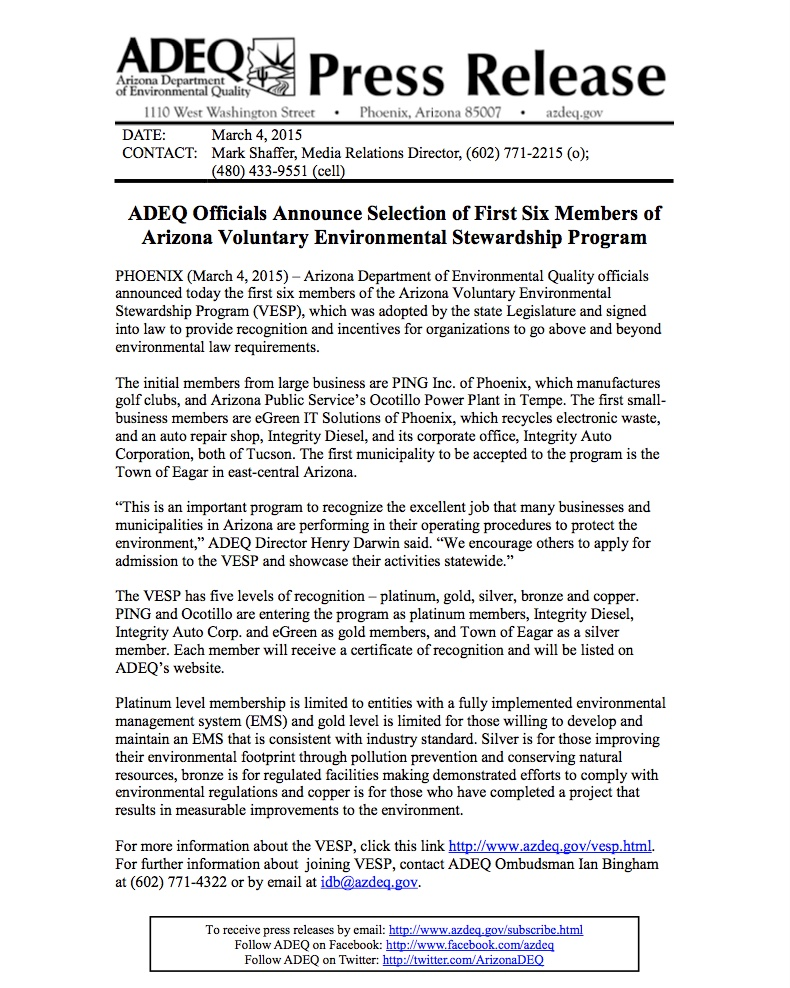 ADEQ
Arizona Department
of Environmental Quality
Press Release
1110 West Washington Street • Phoenix, Arizona 85007 • azdeq.gov
DATE: March 4, 2015
CONTACT: Mark Shaffer, Media Relations Director, (602) 771-2215 (o);
(480) 433-9551 (cell)
ADEQ Officials Announce Selection of First Six Members of
Arizona Voluntary Environmental Stewardship Program
PHOENIX (March 4, 2015) – Arizona Department of Environmental Quality officials
announced today the first six members of the Arizona Voluntary Environmental
Stewardship Program (VESP), which was adopted by the state Legislature and signed
into law to provide recognition and incentives for organizations to go above and beyond
environmental law requirements.
The initial members from large business are PING Inc. of Phoenix, which manufactures
golf clubs, and Arizona Public Service’s Ocotillo Power Plant in Tempe. The first small-
business members are eGreen IT Solutions of Phoenix, which recycles electronic waste,
and an auto repair shop, Integrity Diesel, and its corporate office, Integrity Auto
Corporation, both of Tucson. The first municipality to be accepted to the program is the
Town of Eagar in east-central Arizona.
“This is an important program to recognize the excellent job that many businesses and
municipalities in Arizona are performing in their operating procedures to protect the
environment,” ADEQ Director Henry Darwin said. “We encourage others to apply for
admission to the VESP and showcase their activities statewide.”
The VESP has five levels of recognition – platinum, gold, silver, bronze and copper.
PING and Ocotillo are entering the program as platinum members, Integrity Diesel,
Integrity Auto Corp. and eGreen as gold members, and Town of Eagar as a silver
member. Each member will receive a certificate of recognition and will be listed on
ADEQ’s website.
Platinum level membership is limited to entities with a fully implemented environmental
management system (EMS) and gold level is limited for those willing to develop and
maintain an EMS that is consistent with industry standard. Silver is for those improving
their environmental footprint through pollution prevention and conserving natural
resources, bronze is for regulated facilities making demonstrated efforts to comply with
environmental regulations and copper is for those who have completed a project that
results in measurable improvements to the environment.
For more information about the VESP, click this link http://www.azdeq.gov/vesp.html.
For further information about joining VESP, contact ADEQ Ombudsman Ian Bingham
at (602) 771-4322 or by email at idb@azdeq.gov.
To receive press releases by email: http://www.azdeq.gov/subscribe.html
Follow ADEQ on Facebook: http://www.facebook.com/azdeq
Follow ADEQ on Twitter: http://twitter.com/ArizonaDEQ